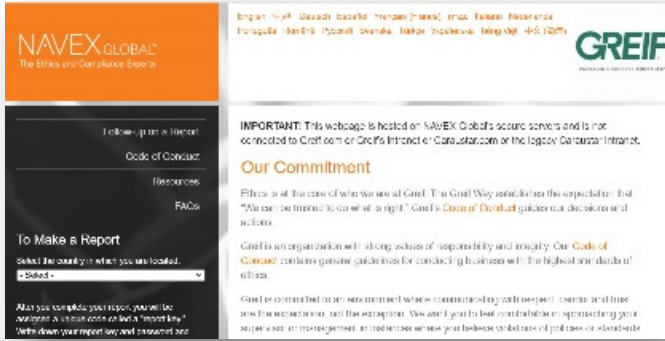 NAVEX GLOBAL
The Ethics and Compliance Experts
English Deutsch Español Français (France) Italiano Nederlands
Português Română Русский Svenska Türkçe Українська Tiếng Việt
GREIF
Follow-up on a Report
Code of Conduct
Resources
FAQs
To Make a Report
Select the country in which you are located.
- Select -
After you complete your report you will be
assigned a unique code called a "report key."
Write down your report key and password and
IMPORTANT: This webpage is hosted on NAVEX Global's secure servers and is not
connected to Greif.com or Greif's Intranet or Caraustar.com or the legacy Caraustar Intranet.
Our Commitment
Ethics is at the core of who we are at Greif. The Greif Way establishes the expectation that
"We can be trusted to do what is right." Greif's Code of Conduct guides our decisions and
actions.
Greif is an organization with strong values of responsibility and integrity. Our Code of
Conduct contains general guidelines for conducting business with the highest standards of
ethics.
Greif is committed to an environment where communicating with respect, candor and trust
are the expectation, not the exception. We want you to feel comfortable in approaching your
supervisor or management in instances where you believe violations of policies or standards